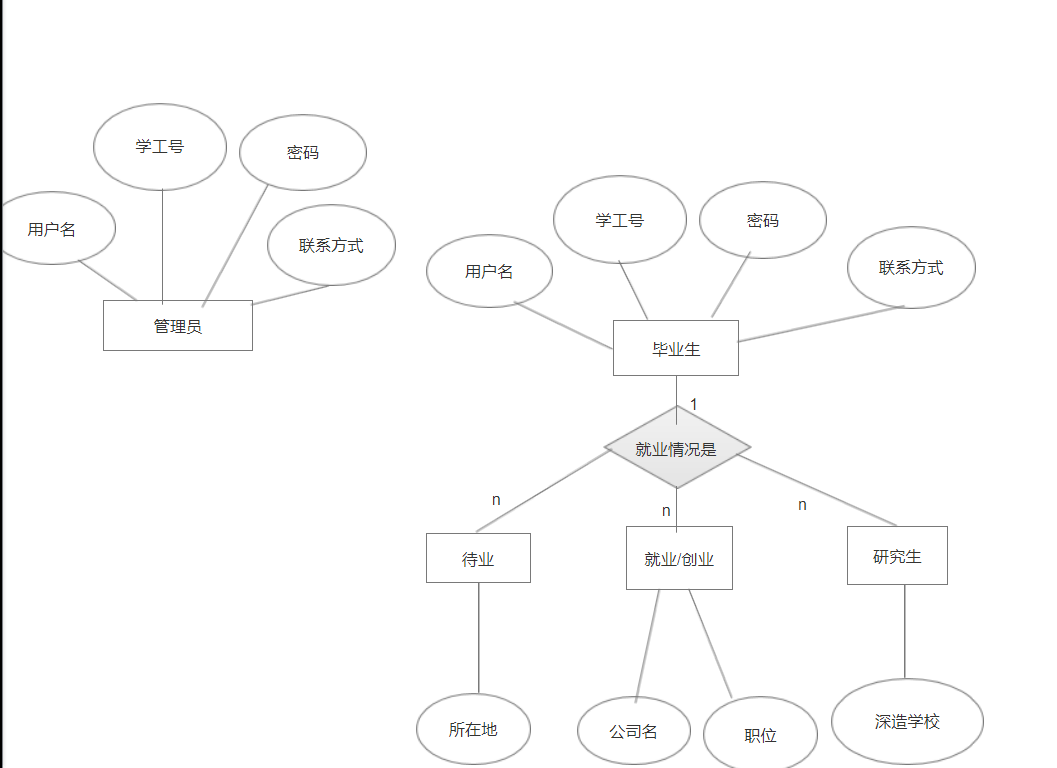 学工号
密码
用户名
联系方式
管理员
学工号
密码
用户名
联系方式
毕业生
1
就业情况是
n
n
n
待业
就业/创业
研究生
所在地
公司名
职位
深造学校